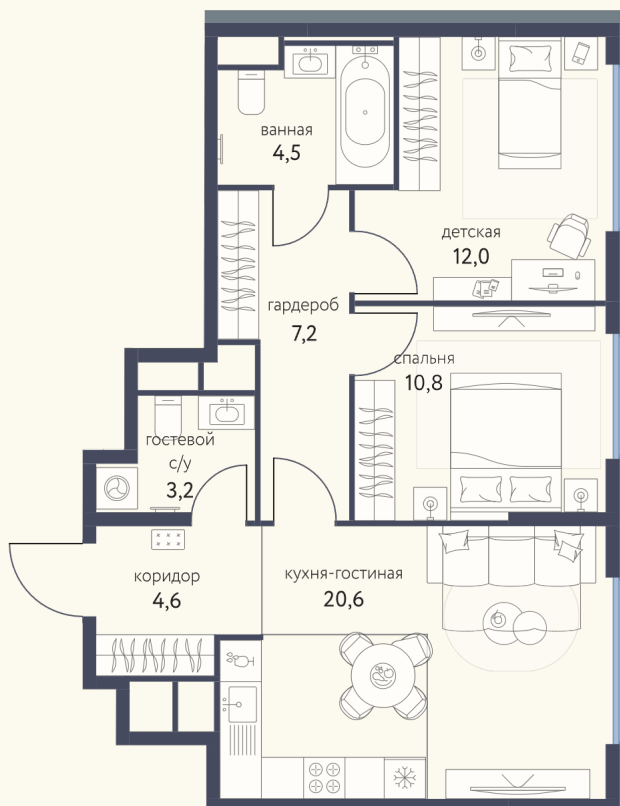 ванная
4,5
детская
12,0
гардероб
7,2
спальня
10,8
гостевой
с/у
3,2
коридор
4,6
кухня-гостиная
20,6